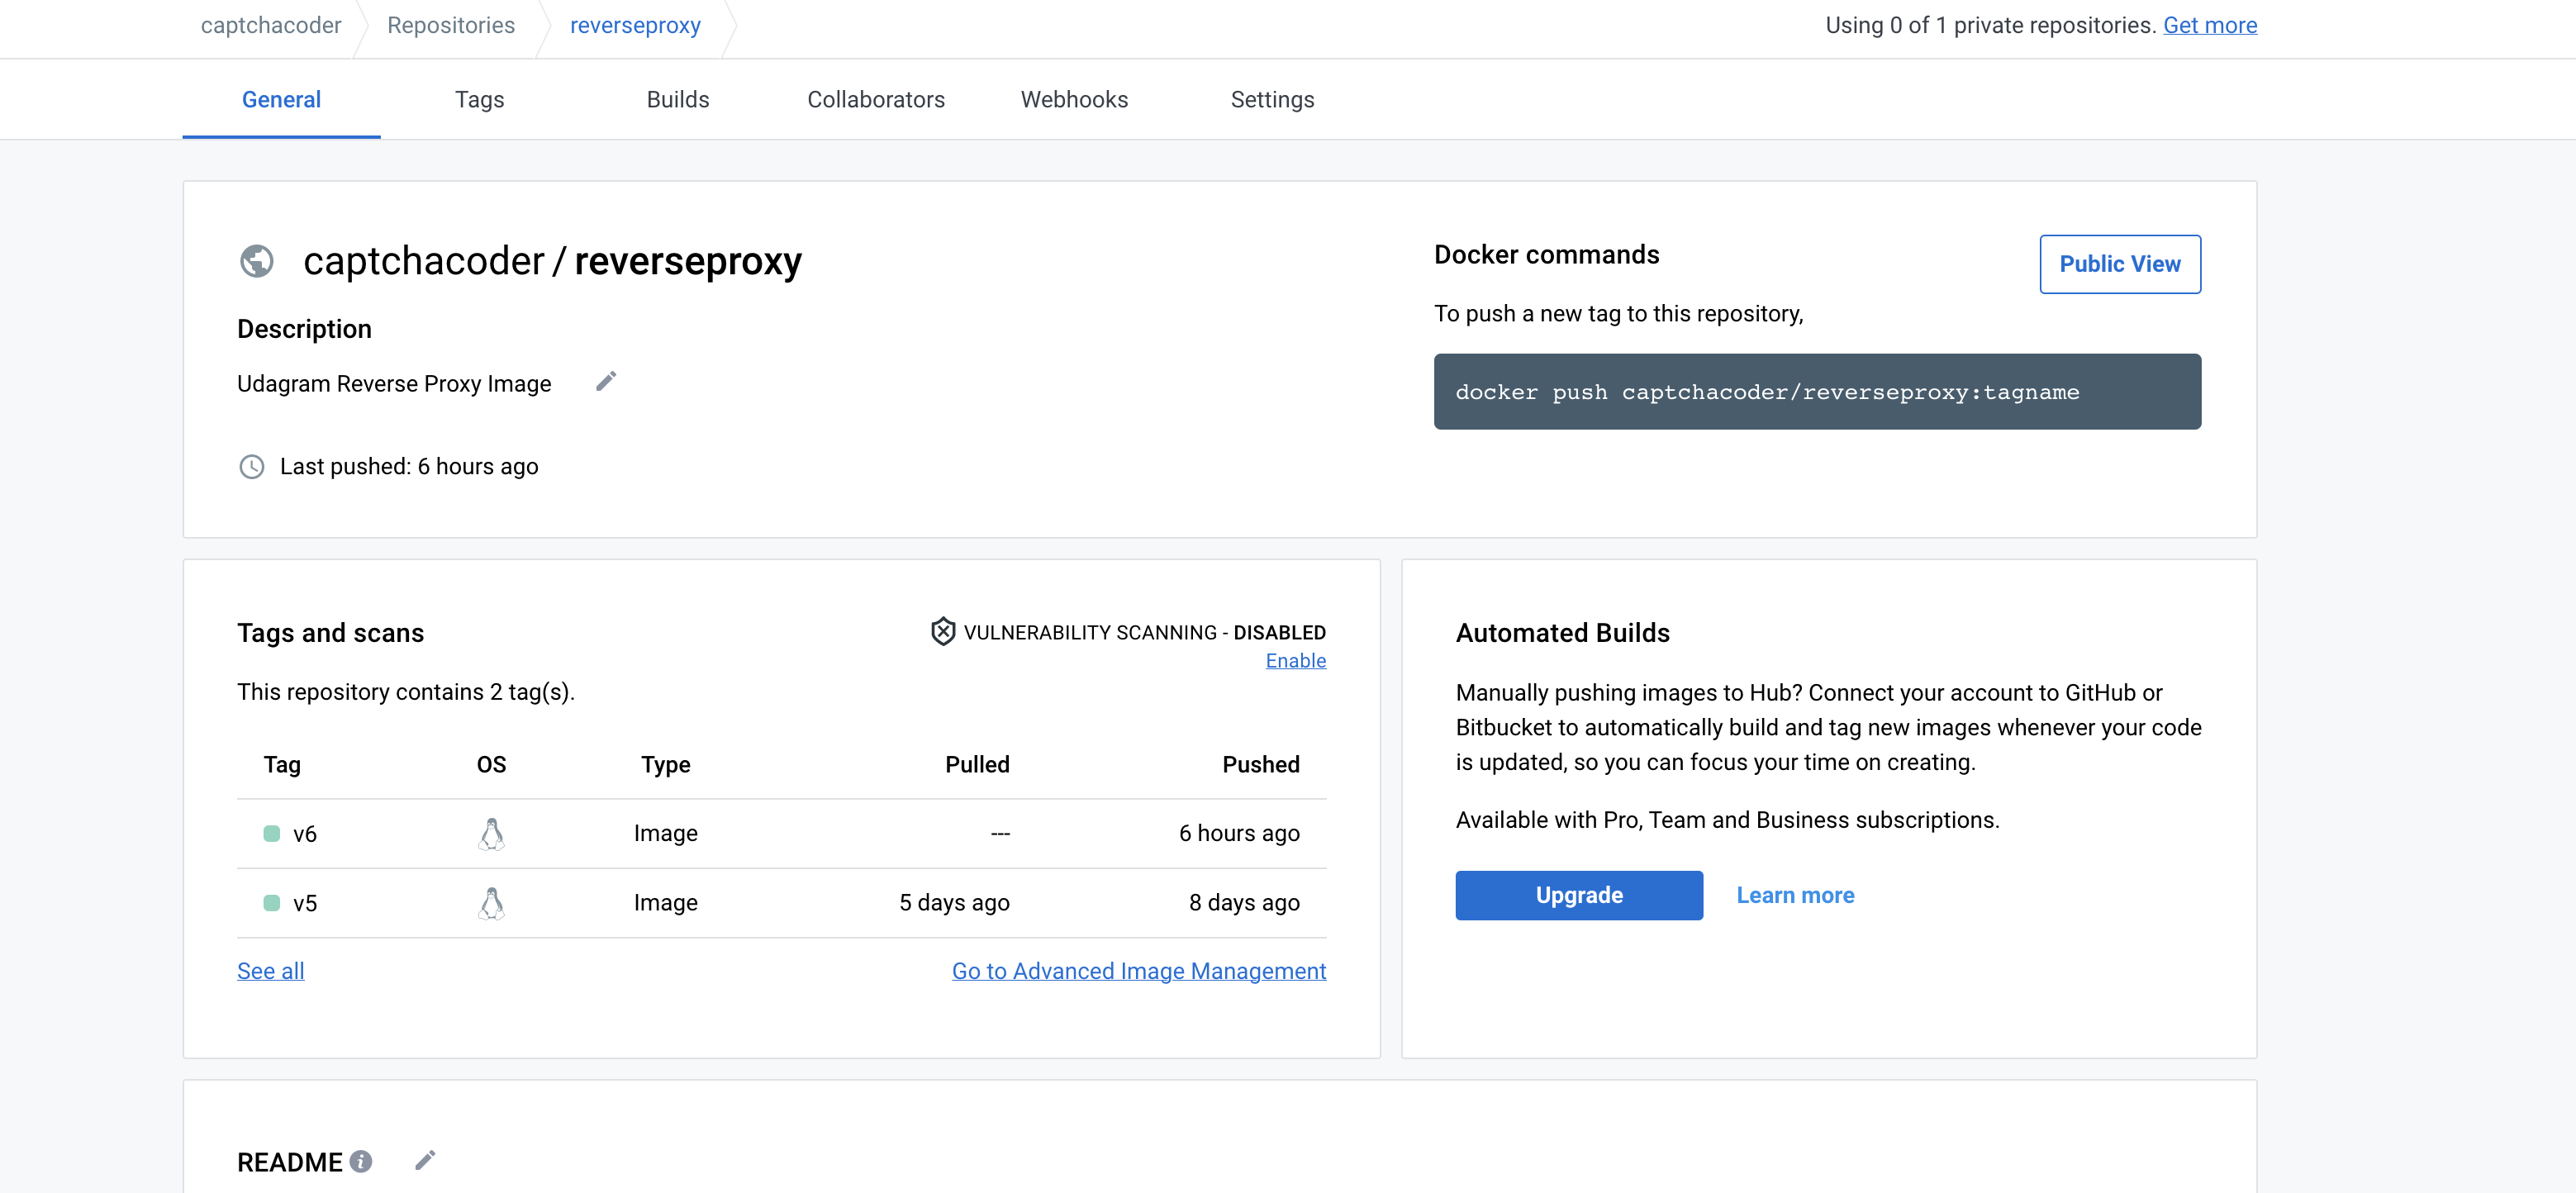 captchacoder Repositories reverseproxy Using 0 of 1 private repositories. Get more
General Tags Builds Collaborators Webhooks Settings
captchacoder / reverseproxy
Description
Udagram Reverse Proxy Image
Last pushed: 6 hours ago
Docker commands
Public View
To push a new tag to this repository,
docker push captchacoder/reverseproxy:tagname
Tags and scans
VULNERABILITY SCANNING - DISABLED
Enable
This repository contains 2 tag(s).
Tag OS Type Pulled Pushed
v6 Image --- 6 hours ago
v5 Image 5 days ago 8 days ago
See all Go to Advanced Image Management
Automated Builds
Manually pushing images to Hub? Connect your account to GitHub or
Bitbucket to automatically build and tag new images whenever your code
is updated, so you can focus your time on creating.
Available with Pro, Team and Business subscriptions.
Upgrade Learn more
README